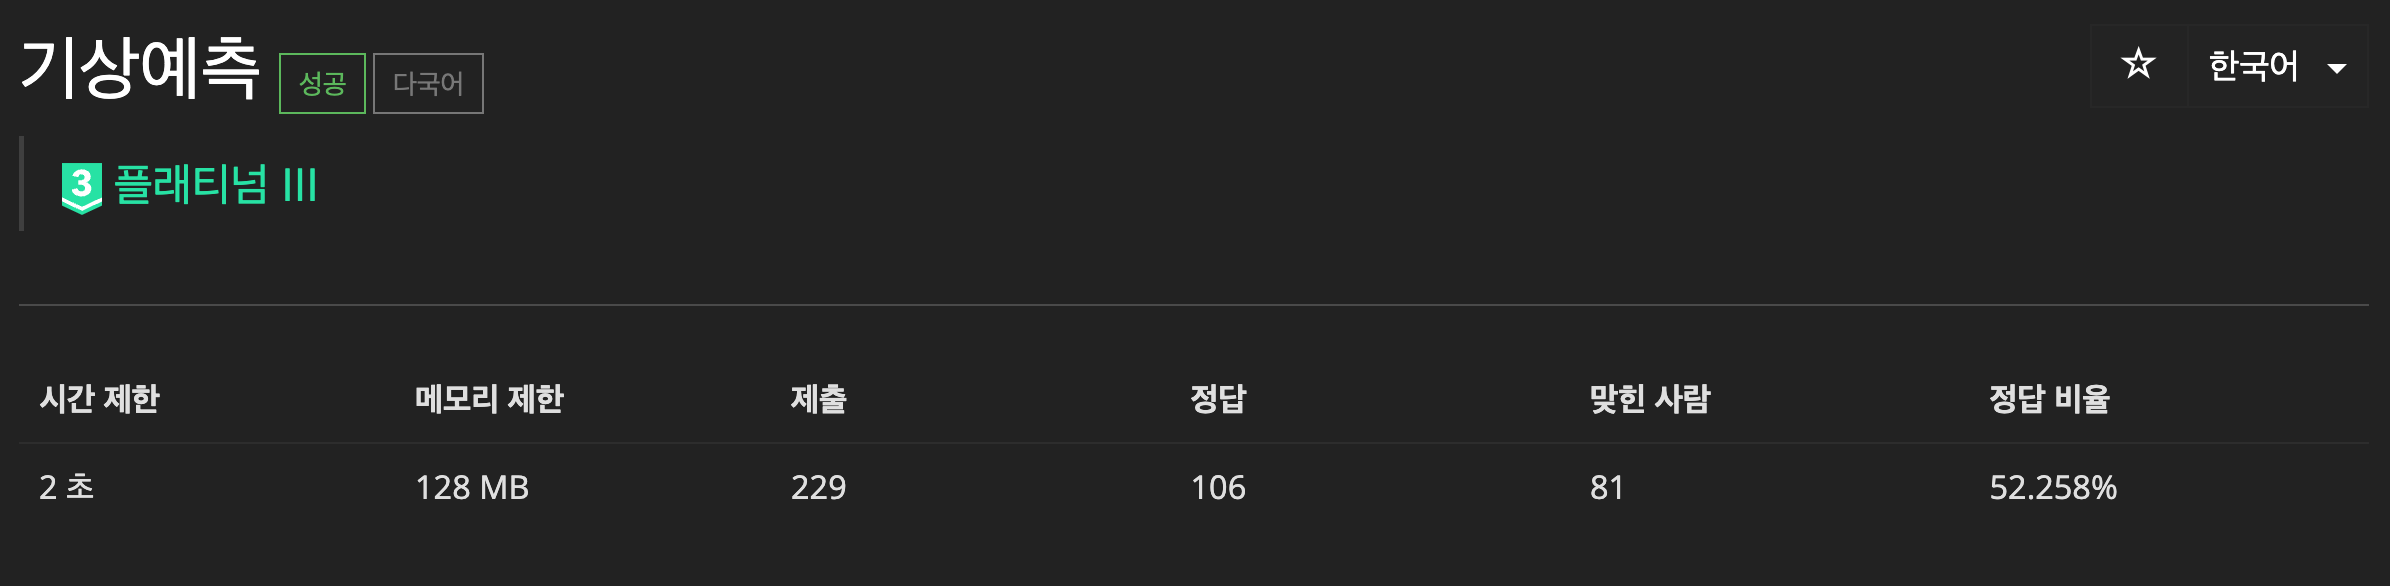 기상예측 성공 다국어 ☆ 한국어
3 플래티넘 III
시간 제한 메모리 제한 제출 정답 맞힌 사람 정답 비율
2 초 128 MB 229 106 81 52.258%